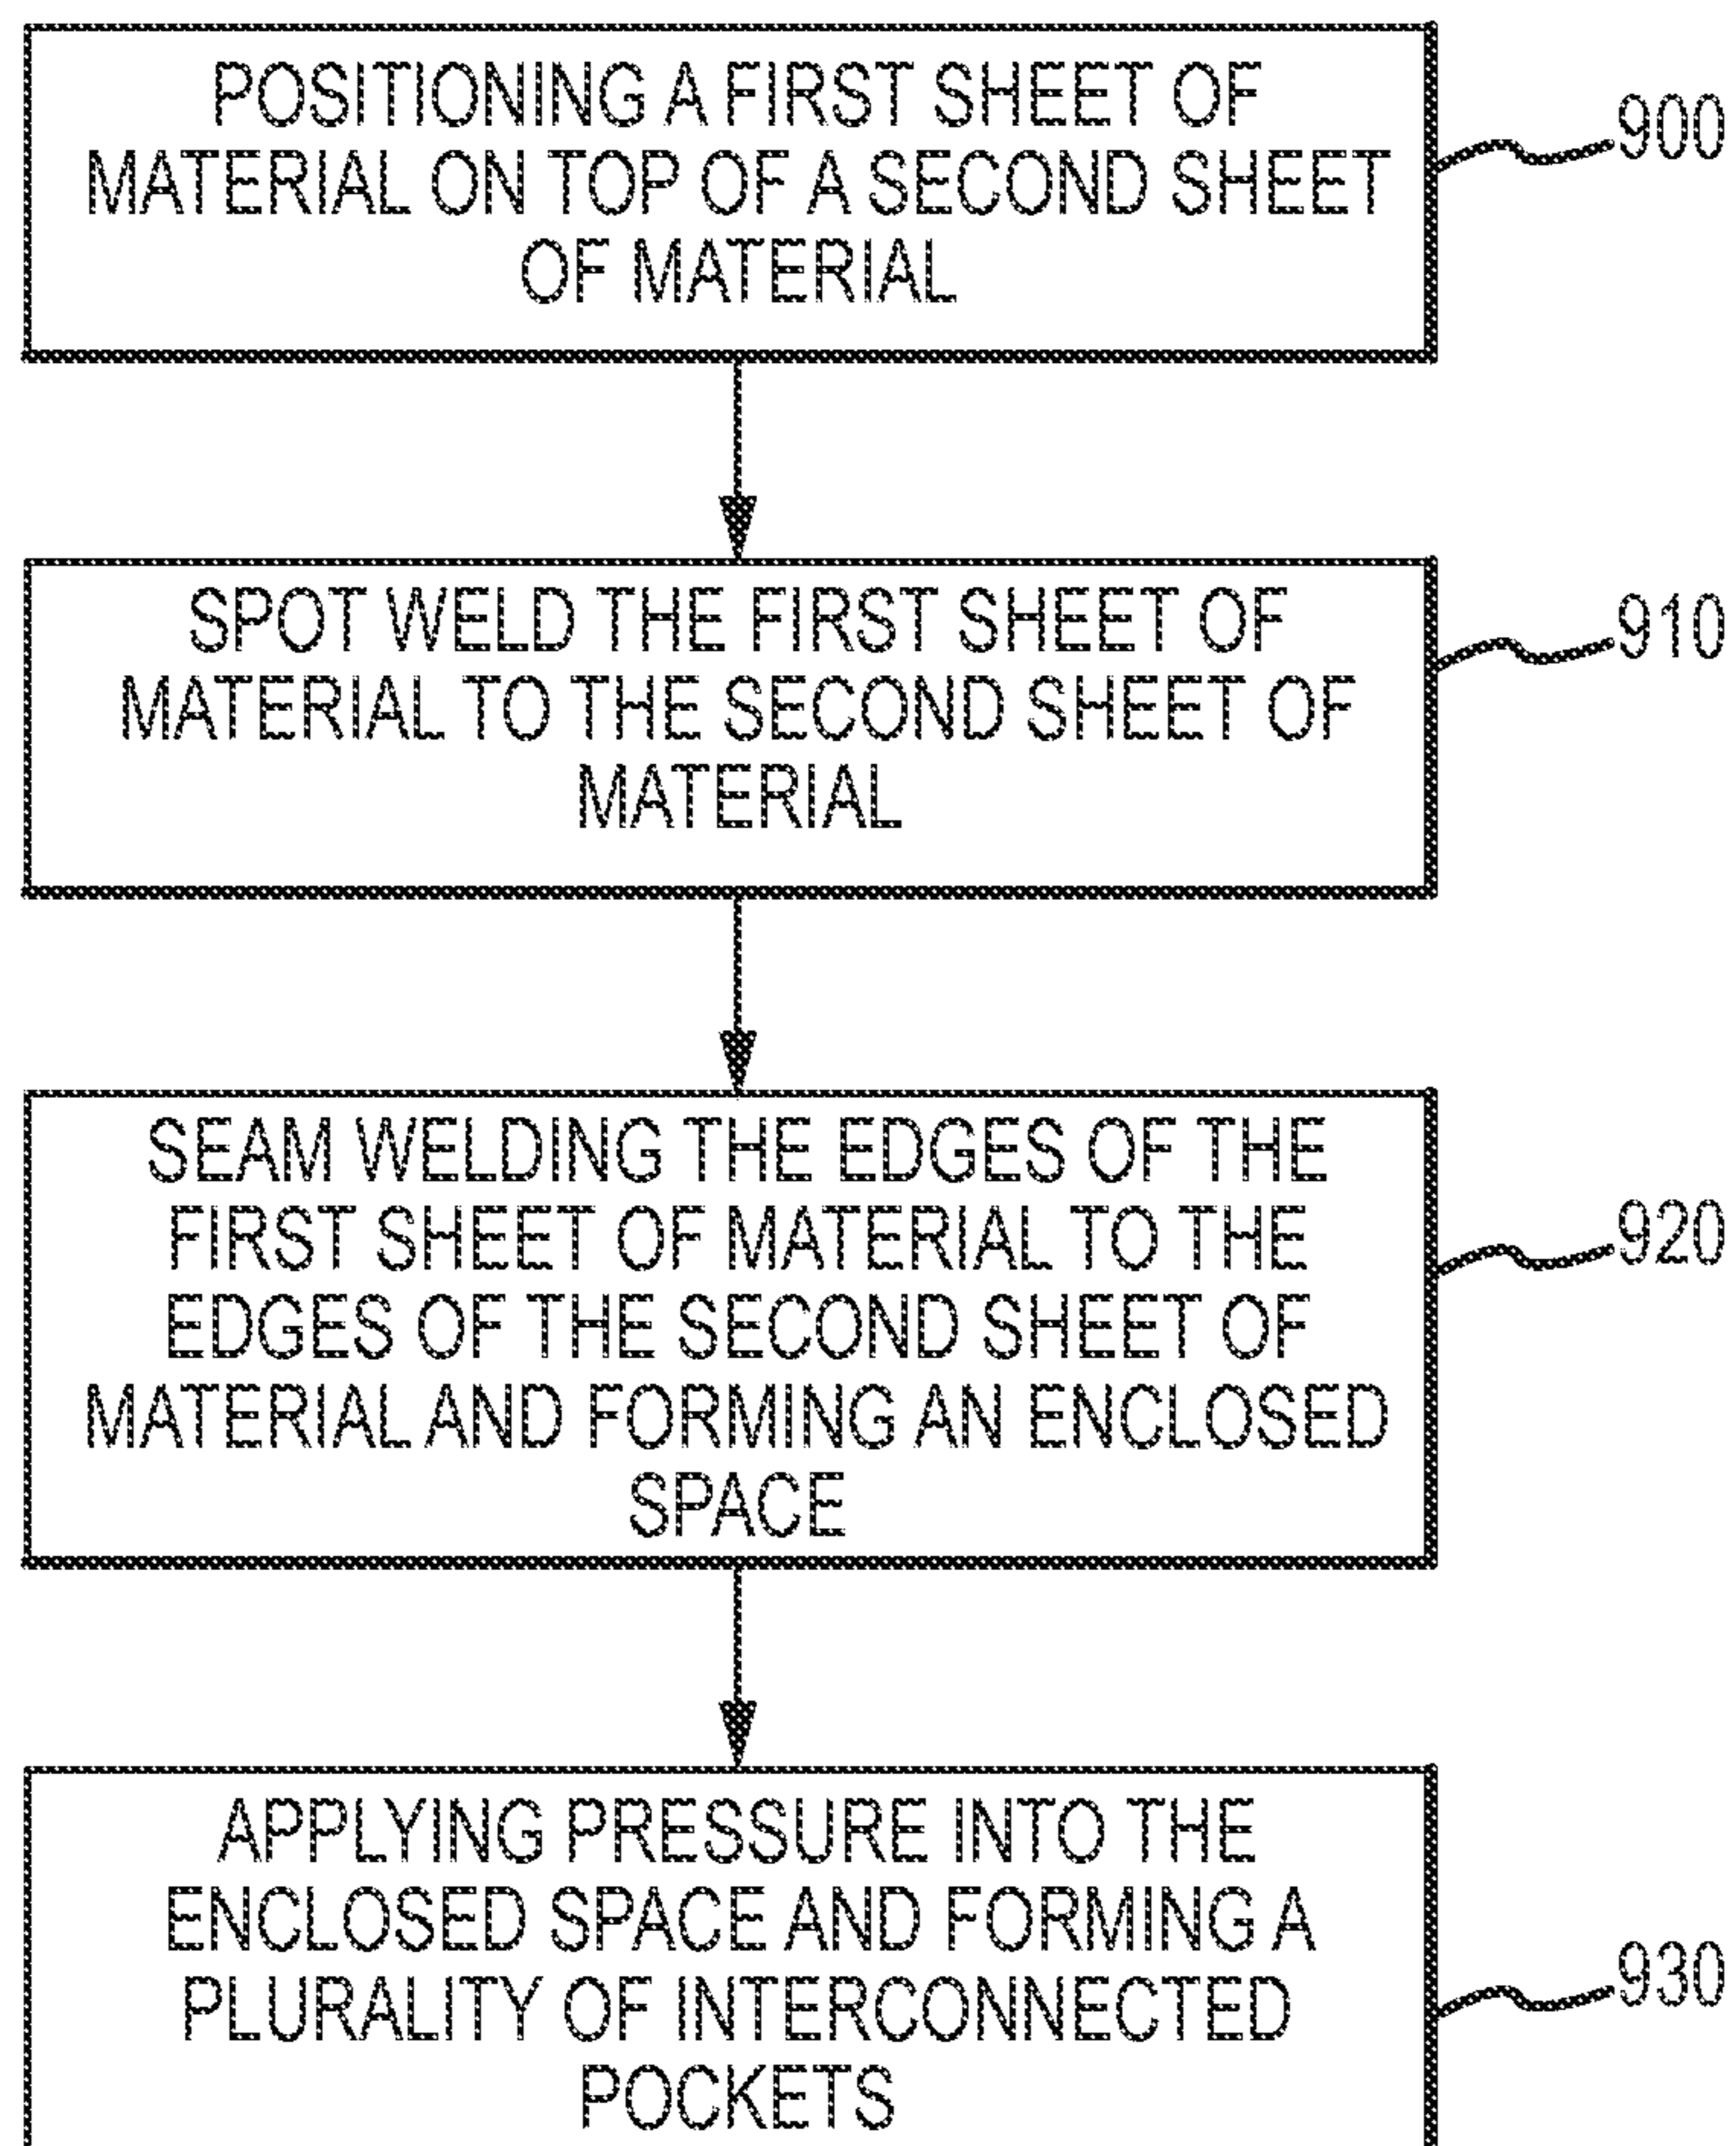 POSITIONING A FIRST SHEET OF
MATERIAL ON TOP OF A SECOND SHEET
OF MATERIAL
900
SPOT WELD THE FIRST SHEET OF
MATERIAL TO THE SECOND SHEET OF
MATERIAL
910
SEAM WELDING THE EDGES OF THE
FIRST SHEET OF MATERIAL TO THE
EDGES OF THE SECOND SHEET OF
MATERIAL AND FORMING AN ENCLOSED
SPACE
920
APPLYING PRESSURE INTO THE
ENCLOSED SPACE AND FORMING A
PLURALITY OF INTERCONNECTED
POCKETS
930